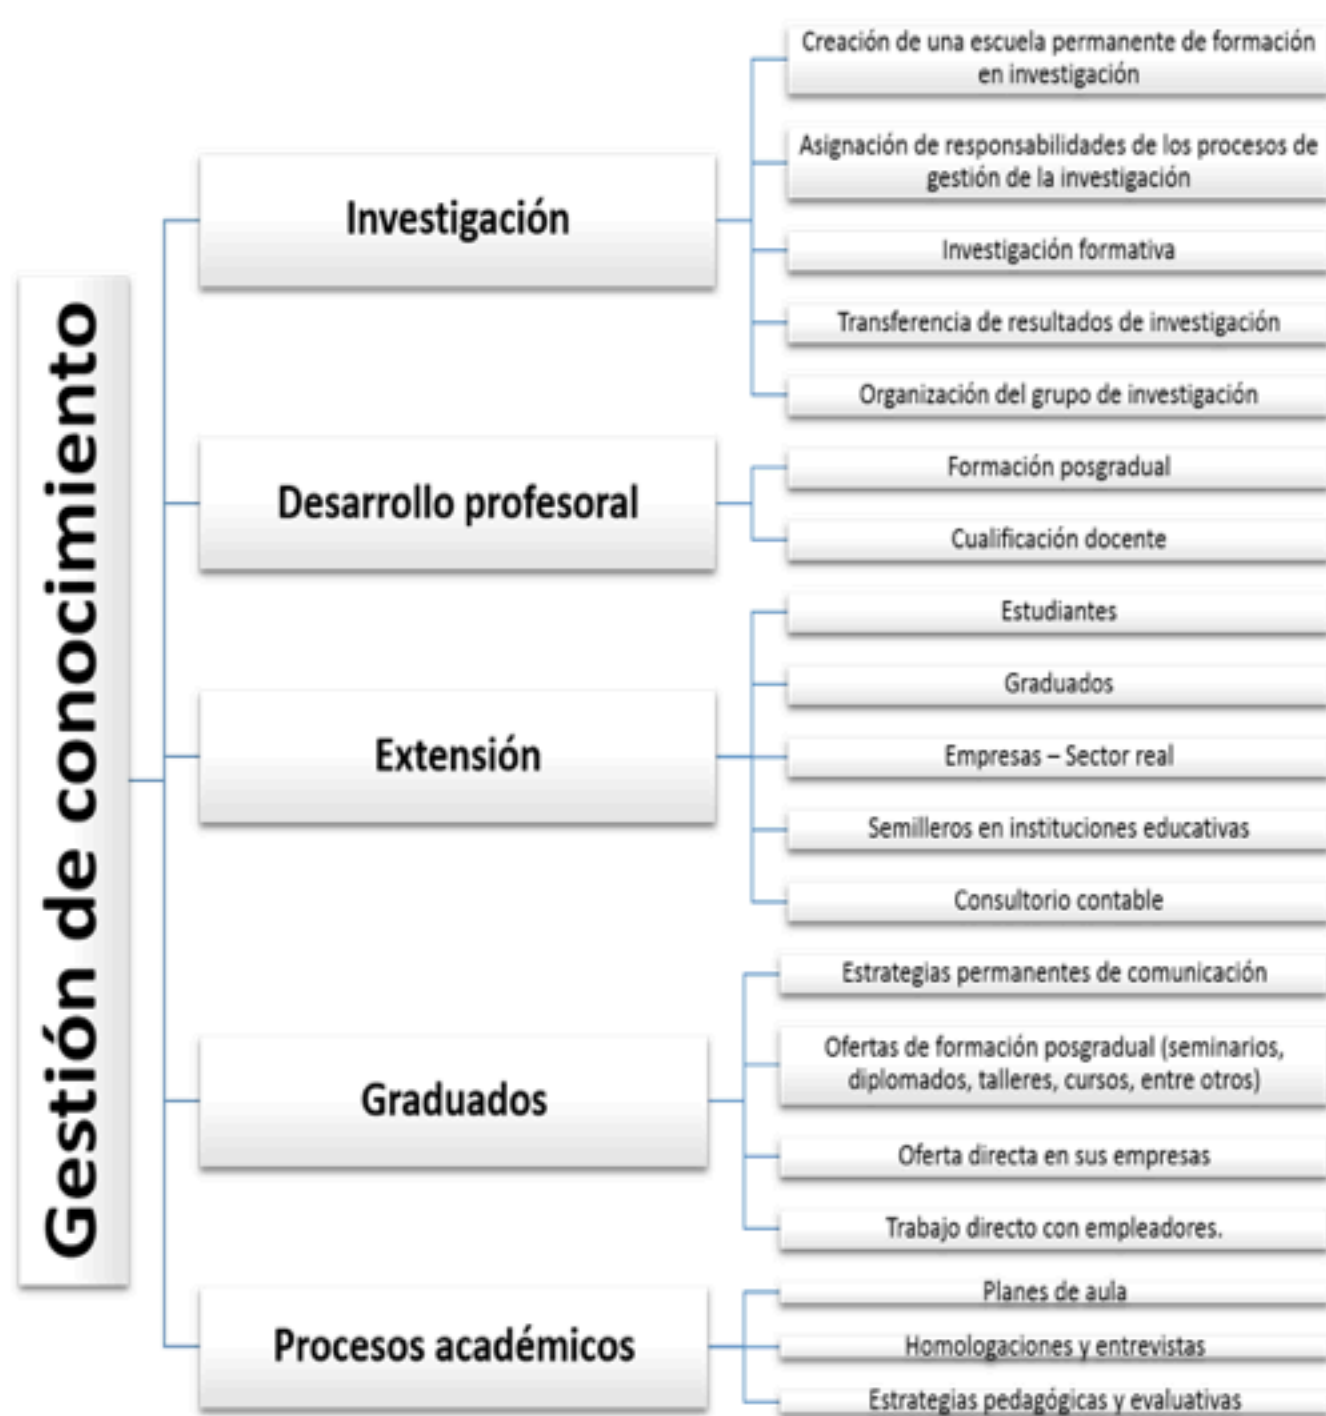 Gestión de conocimiento
Investigación
Creación de una escuela permanente de formación
en investigación
Asignación de responsabilidades de los procesos de
gestión de la investigación
Investigación formativa
Transferencia de resultados de investigación
Organización del grupo de investigación
Desarrollo profesoral
Formación posgradual
Cualificación docente
Extensión
Estudiantes
Graduados
Empresas – Sector real
Semilleros en instituciones educativas
Consultorio contable
Graduados
Estrategias permanentes de comunicación
Ofertas de formación posgradual (seminarios,
diplomados, talleres, cursos, entre otros)
Oferta directa en sus empresas
Trabajo directo con empleadores.
Procesos académicos
Planes de aula
Homologaciones y entrevistas
Estrategias pedagógicas y evaluativas